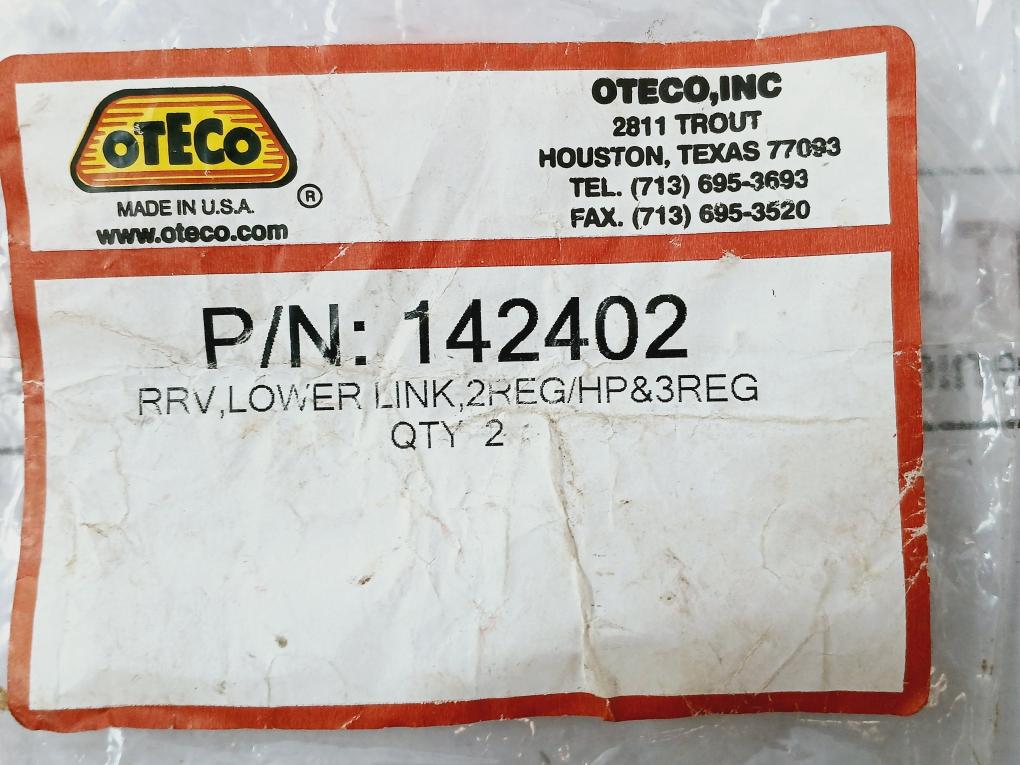 OTECO
®
MADE IN U.S.A.
www.oteco.com
OTECO,INC
2811 TROUT
HOUSTON, TEXAS 77093
TEL. (713) 695-3693
FAX. (713) 695-3520
P/N: 142402
RRV,LOWER LINK,2REG/HP&3REG
QTY 2